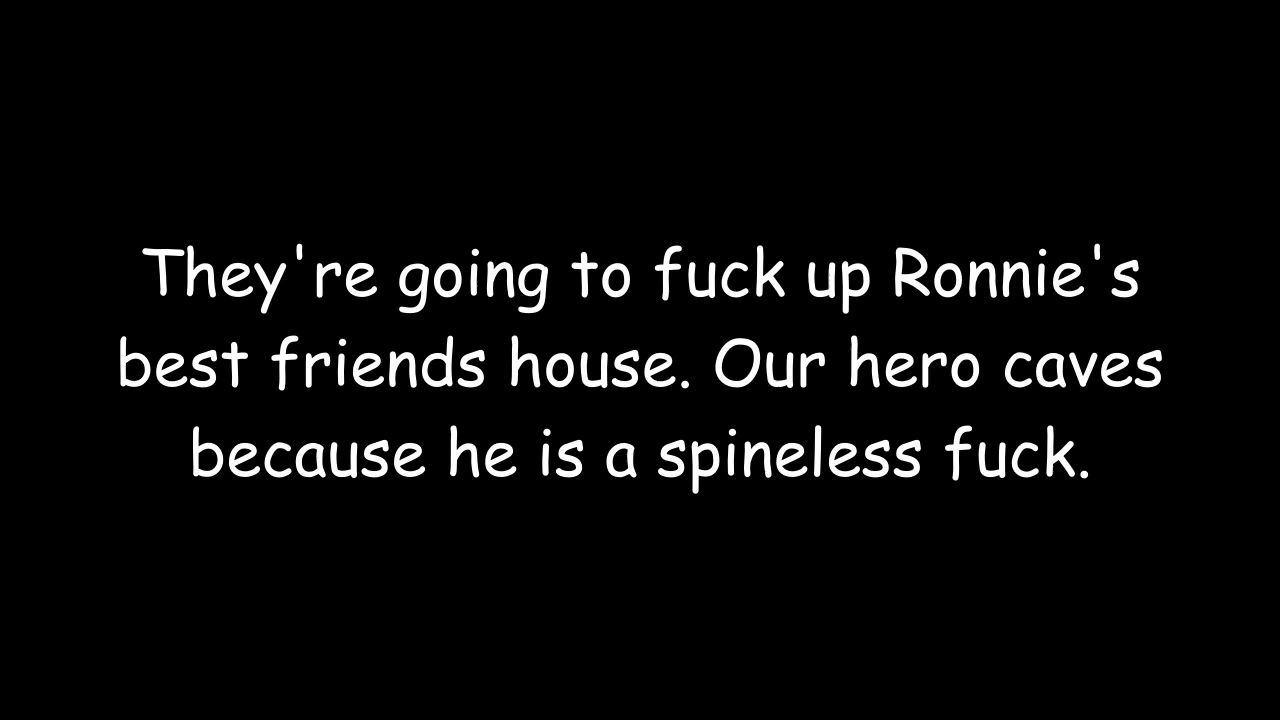 They're going to fuck up Ronnie's
best friends house. Our hero caves
because he is a spineless fuck.